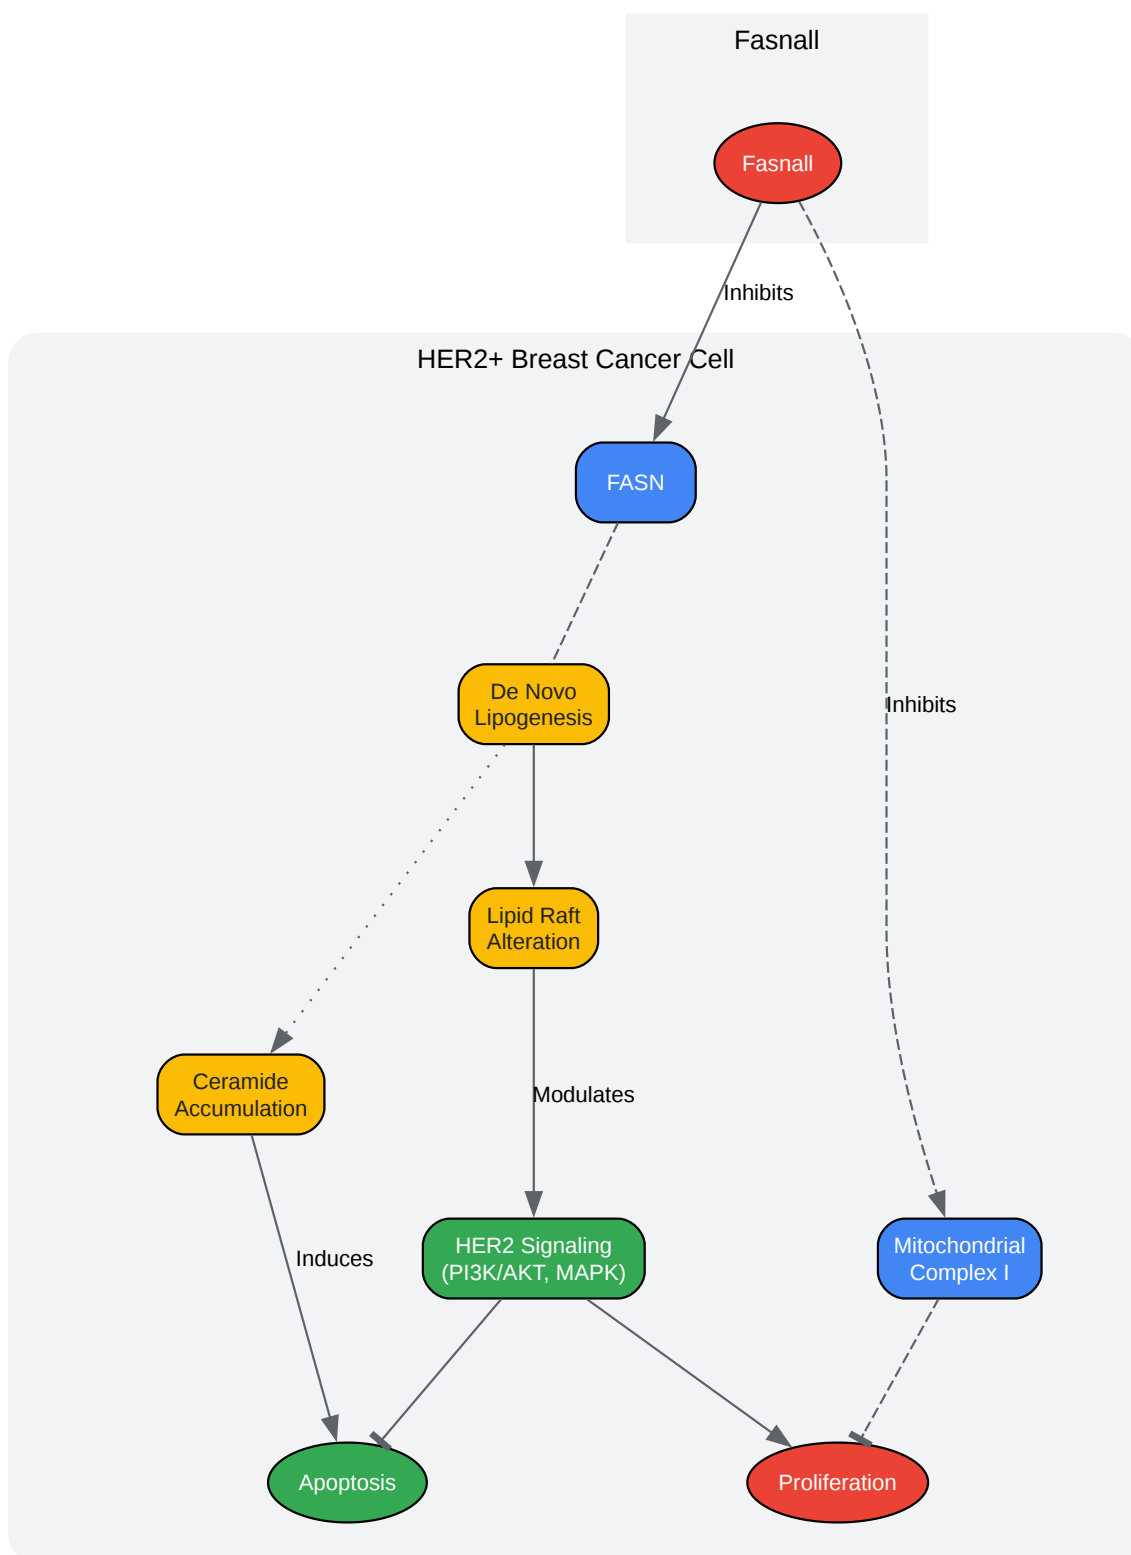 Fasnall
Fasnall
Inhibits
HER2+ Breast Cancer Cell
FASN
De Novo
Lipogenesis
Inhibits
Lipid Raft
Alteration
Ceramide
Accumulation
Modulates
HER2 Signaling
(PI3K/AKT, MAPK)
Mitochondrial
Complex I
Induces
Apoptosis
Proliferation